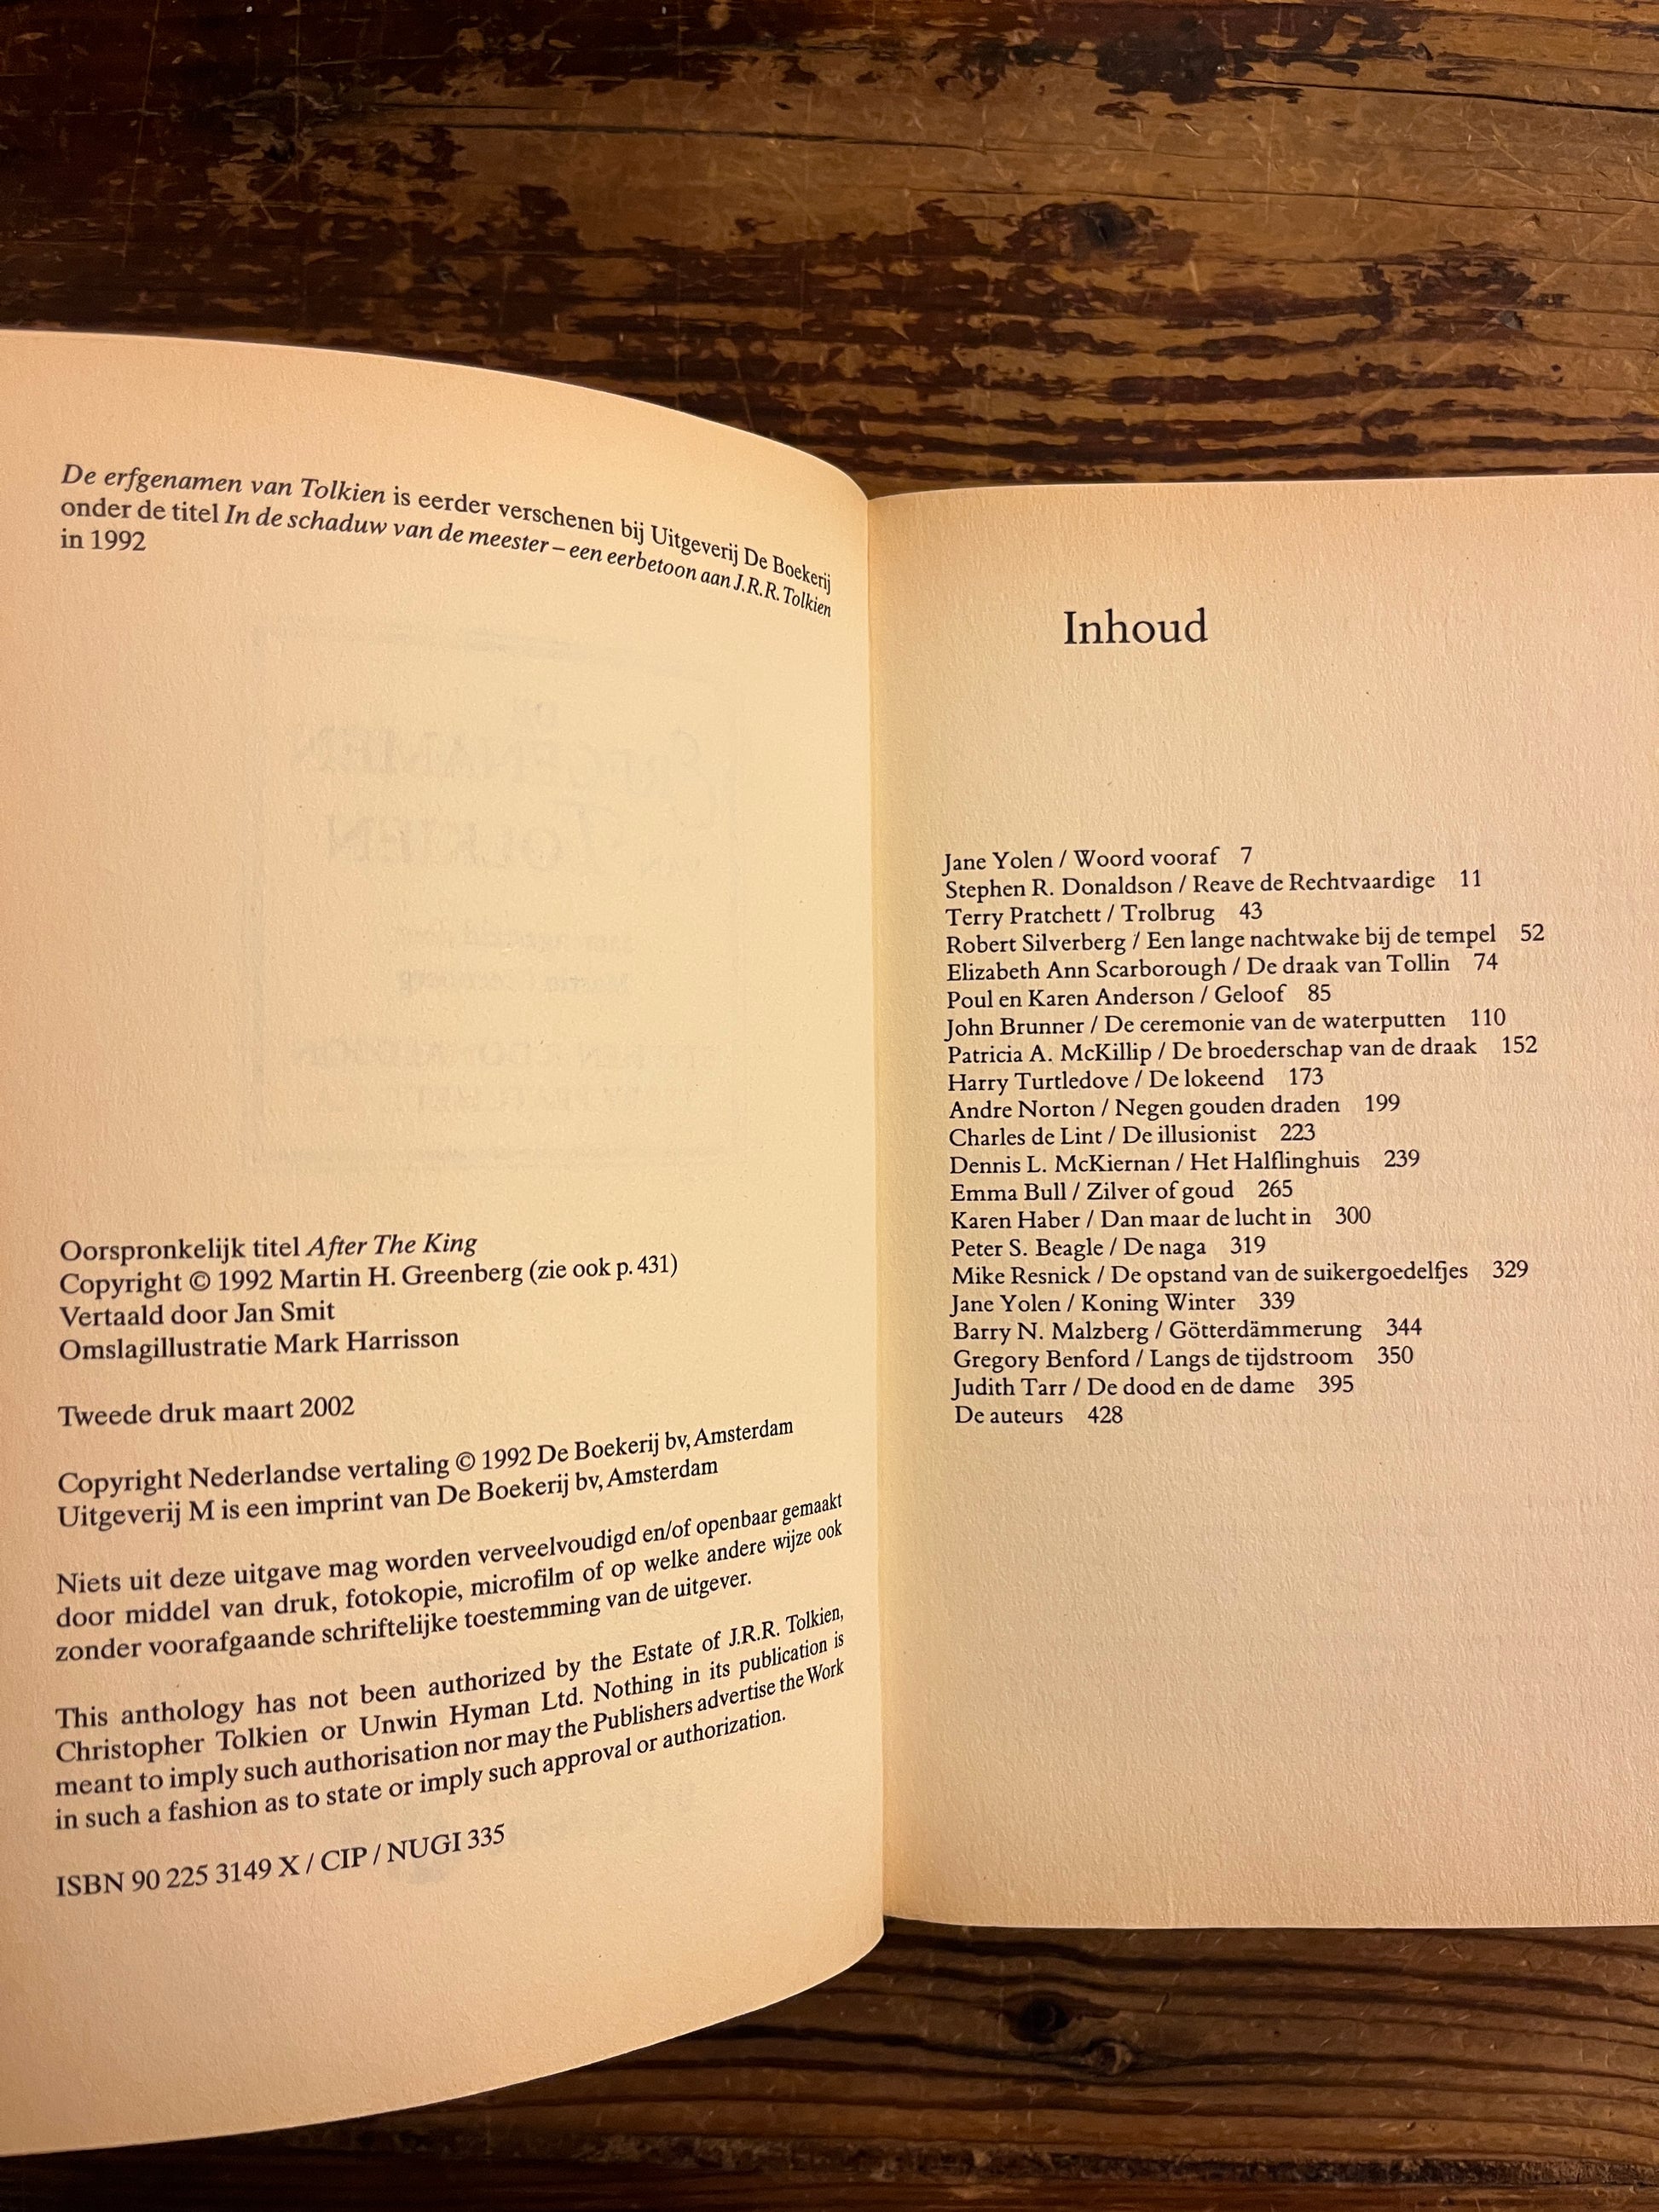 De erfgenamen van Tolkien is eerder verschenen bij Uitgeverij De Boekerij
onder de titel In de schaduw van de meester – een eerbetoon aan J.R.R. Tolkien
in 1992
Oorspronkelijk titel After The King
Copyright © 1992 Martin H. Greenberg (zie ook p. 431)
Vertaald door Jan Smit
Omslagillustratie Mark Harrisson
Tweede druk maart 2002
Copyright Nederlandse vertaling © 1992 De Boekerij bv, Amsterdam
Uitgeverij M is een imprint van De Boekerij bv, Amsterdam
Niets uit deze uitgave mag worden verveelvoudigd en/of openbaar gemaakt
door middel van druk, fotokopie, microfilm of op welke andere wijze ook
zonder voorafgaande schriftelijke toestemming van de uitgever.
This anthology has not been authorized by the Estate of J.R.R. Tolkien,
Christopher Tolkien or Unwin Hyman Ltd. Nothing in its publication is
meant to imply such authorisation nor may the Publishers advertise the Work
in such a fashion as to state or imply such approval or authorization.
ISBN 90 225 3149 X / CIP / NUGI 335
Inhoud
Jane Yolen / Woord vooraf 7
Stephen R. Donaldson / Reave de Rechtvaardige 11
Terry Pratchett / Trolbrug 43
Robert Silverberg / Een lange nachtwake bij de tempel 52
Elizabeth Ann Scarborough / De draak van Tollin 74
Poul en Karen Anderson / Geloof 85
John Brunner / De ceremonie van de waterputten 110
Patricia A. McKillip / De broederschap van de draak 152
Harry Turtledove / De lokeend 173
Andre Norton / Negen gouden draden 199
Charles de Lint / De illusionist 223
Dennis L. McKiernan / Het Halflinghuis 239
Emma Bull / Zilver of goud 265
Karen Haber / Dan maar de lucht in 300
Peter S. Beagle / De naga 319
Mike Resnick / De opstand van de suikergoedelfjes 329
Jane Yolen / Koning Winter 339
Barry N. Malzberg / Götterdämmerung 344
Gregory Benford / Langs de tijdstroom 350
Judith Tarr / De dood en de dame 395
De auteurs 428